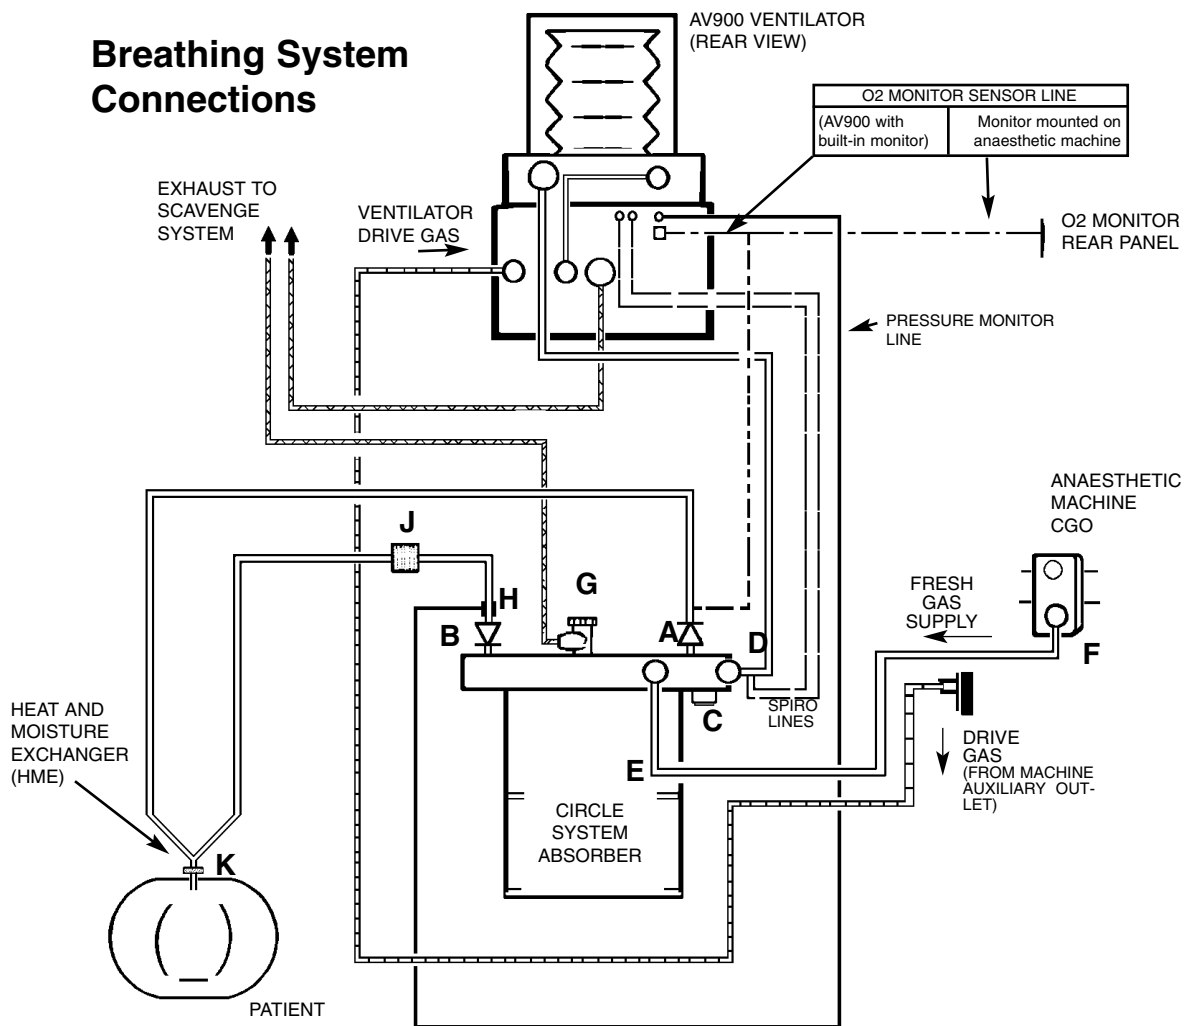 Breathing System
Connections
AV900 VENTILATOR
(REAR VIEW)
O2 MONITOR SENSOR LINE
(AV900 with
built-in monitor)
Monitor mounted on
anaesthetic machine
EXHAUST TO
SCAVENGE
SYSTEM
VENTILATOR
DRIVE GAS
O2 MONITOR
REAR PANEL
PRESSURE MONITOR
LINE
ANAESTHETIC
MACHINE
CGO
J
H
G
B
A
D
FRESH
GAS
SUPPLY
F
C
SPIRO
LINES
E
HEAT AND
MOISTURE
EXCHANGER
(HME)
DRIVE
GAS
(FROM MACHINE
AUXILIARY OUT-
LET)
CIRCLE
SYSTEM
ABSORBER
K
PATIENT